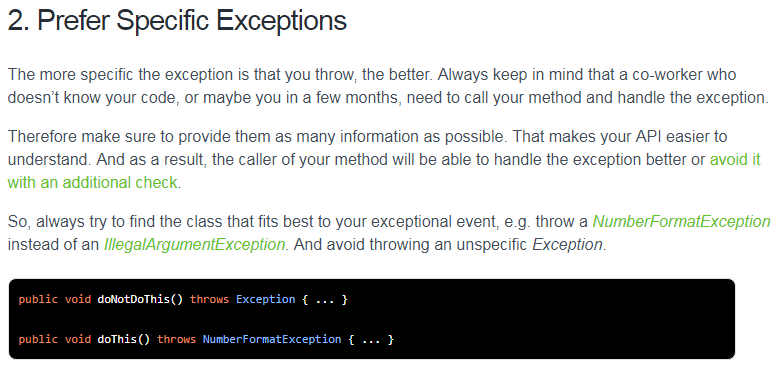 2. Prefer Specific Exceptions
The more specific the exception is that you throw, the better. Always keep in mind that a co-worker who
doesn’t know your code, or maybe you in a few months, need to call your method and handle the exception.
Therefore make sure to provide them as many information as possible. That makes your API easier to
understand. And as a result, the caller of your method will be able to handle the exception better or avoid it
with an additional check.
So, always try to find the class that fits best to your exceptional event, e.g. throw a NumberFormatException
instead of an IllegalArgumentException. And avoid throwing an unspecific Exception.
public void doNotDoThis() throws Exception { ... }
public void doThis() throws NumberFormatException { ... }